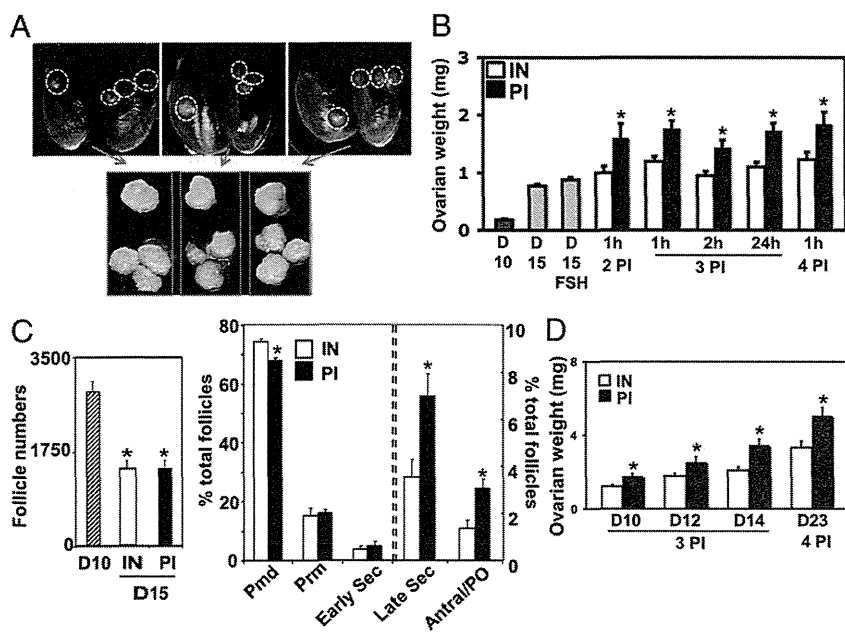 A
B
Ovarian weight (mg)
3
2
1
0
IN
PI
* * * * *
D 10
D 15
D 15 FSH
1h
1h
2h
24h
1h
2 PI
3 PI
4 PI
C
Follicle numbers
3500
1750
0
* *
D10
IN
PI
D15
% total follicles
80
60
40
20
0
IN
PI
* * *
10
8
6
4
2
0
% total follicles
Pmd
Prm
Early Sec
Late Sec
Antral/PO
D
Ovarian weight (mg)
8
4
0
IN
PI
* * * *
D10
D12
D14
D23
3 PI
4 PI